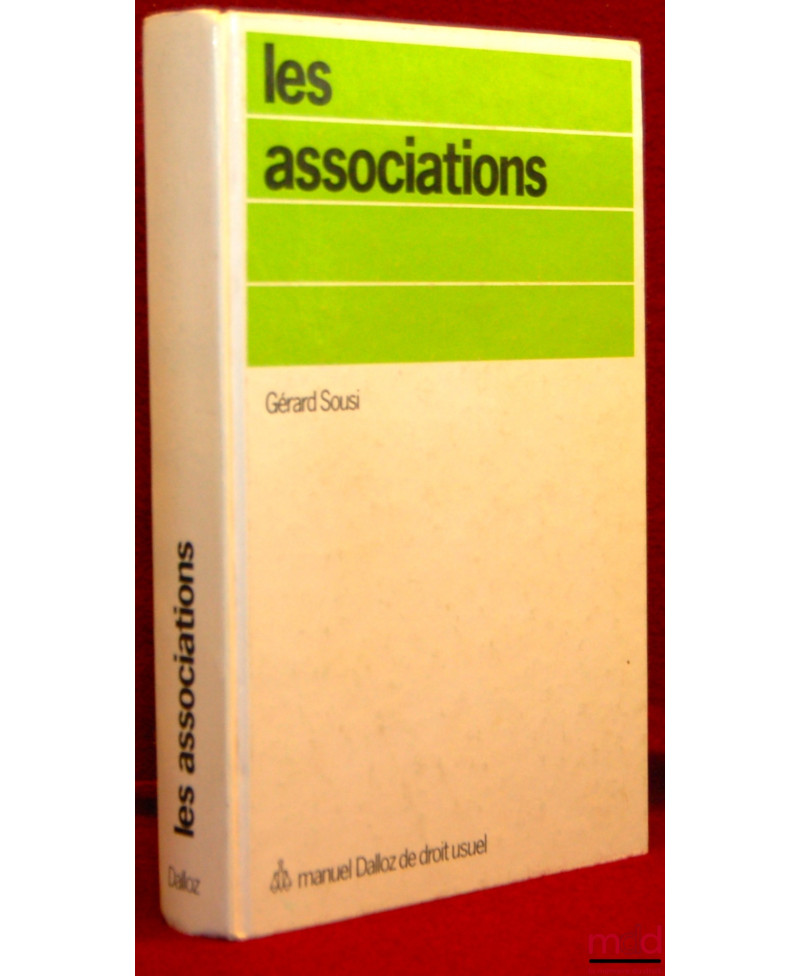 les
associations
Gérard Sousi
manuel Dalloz de droit usuel
les associations
Dalloz